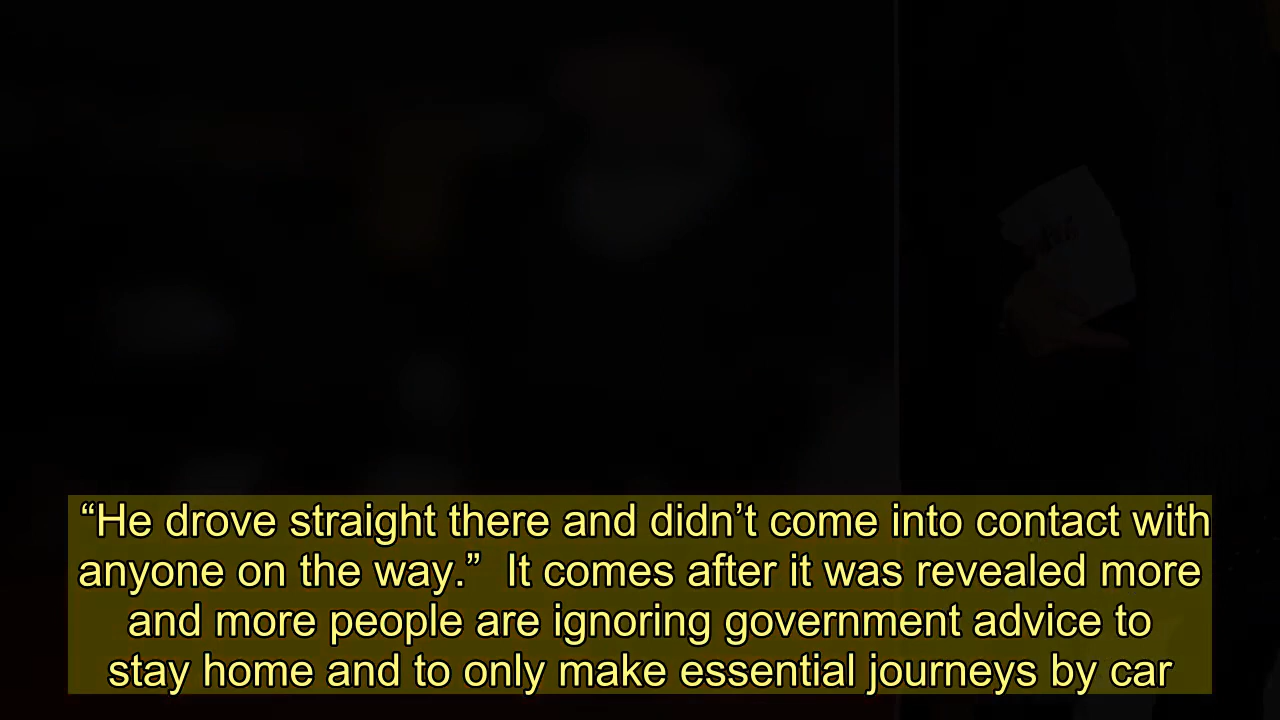 “He drove straight there and didn’t come into contact with
anyone on the way.”  It comes after it was revealed more
and more people are ignoring government advice to
stay home and to only make essential journeys by car